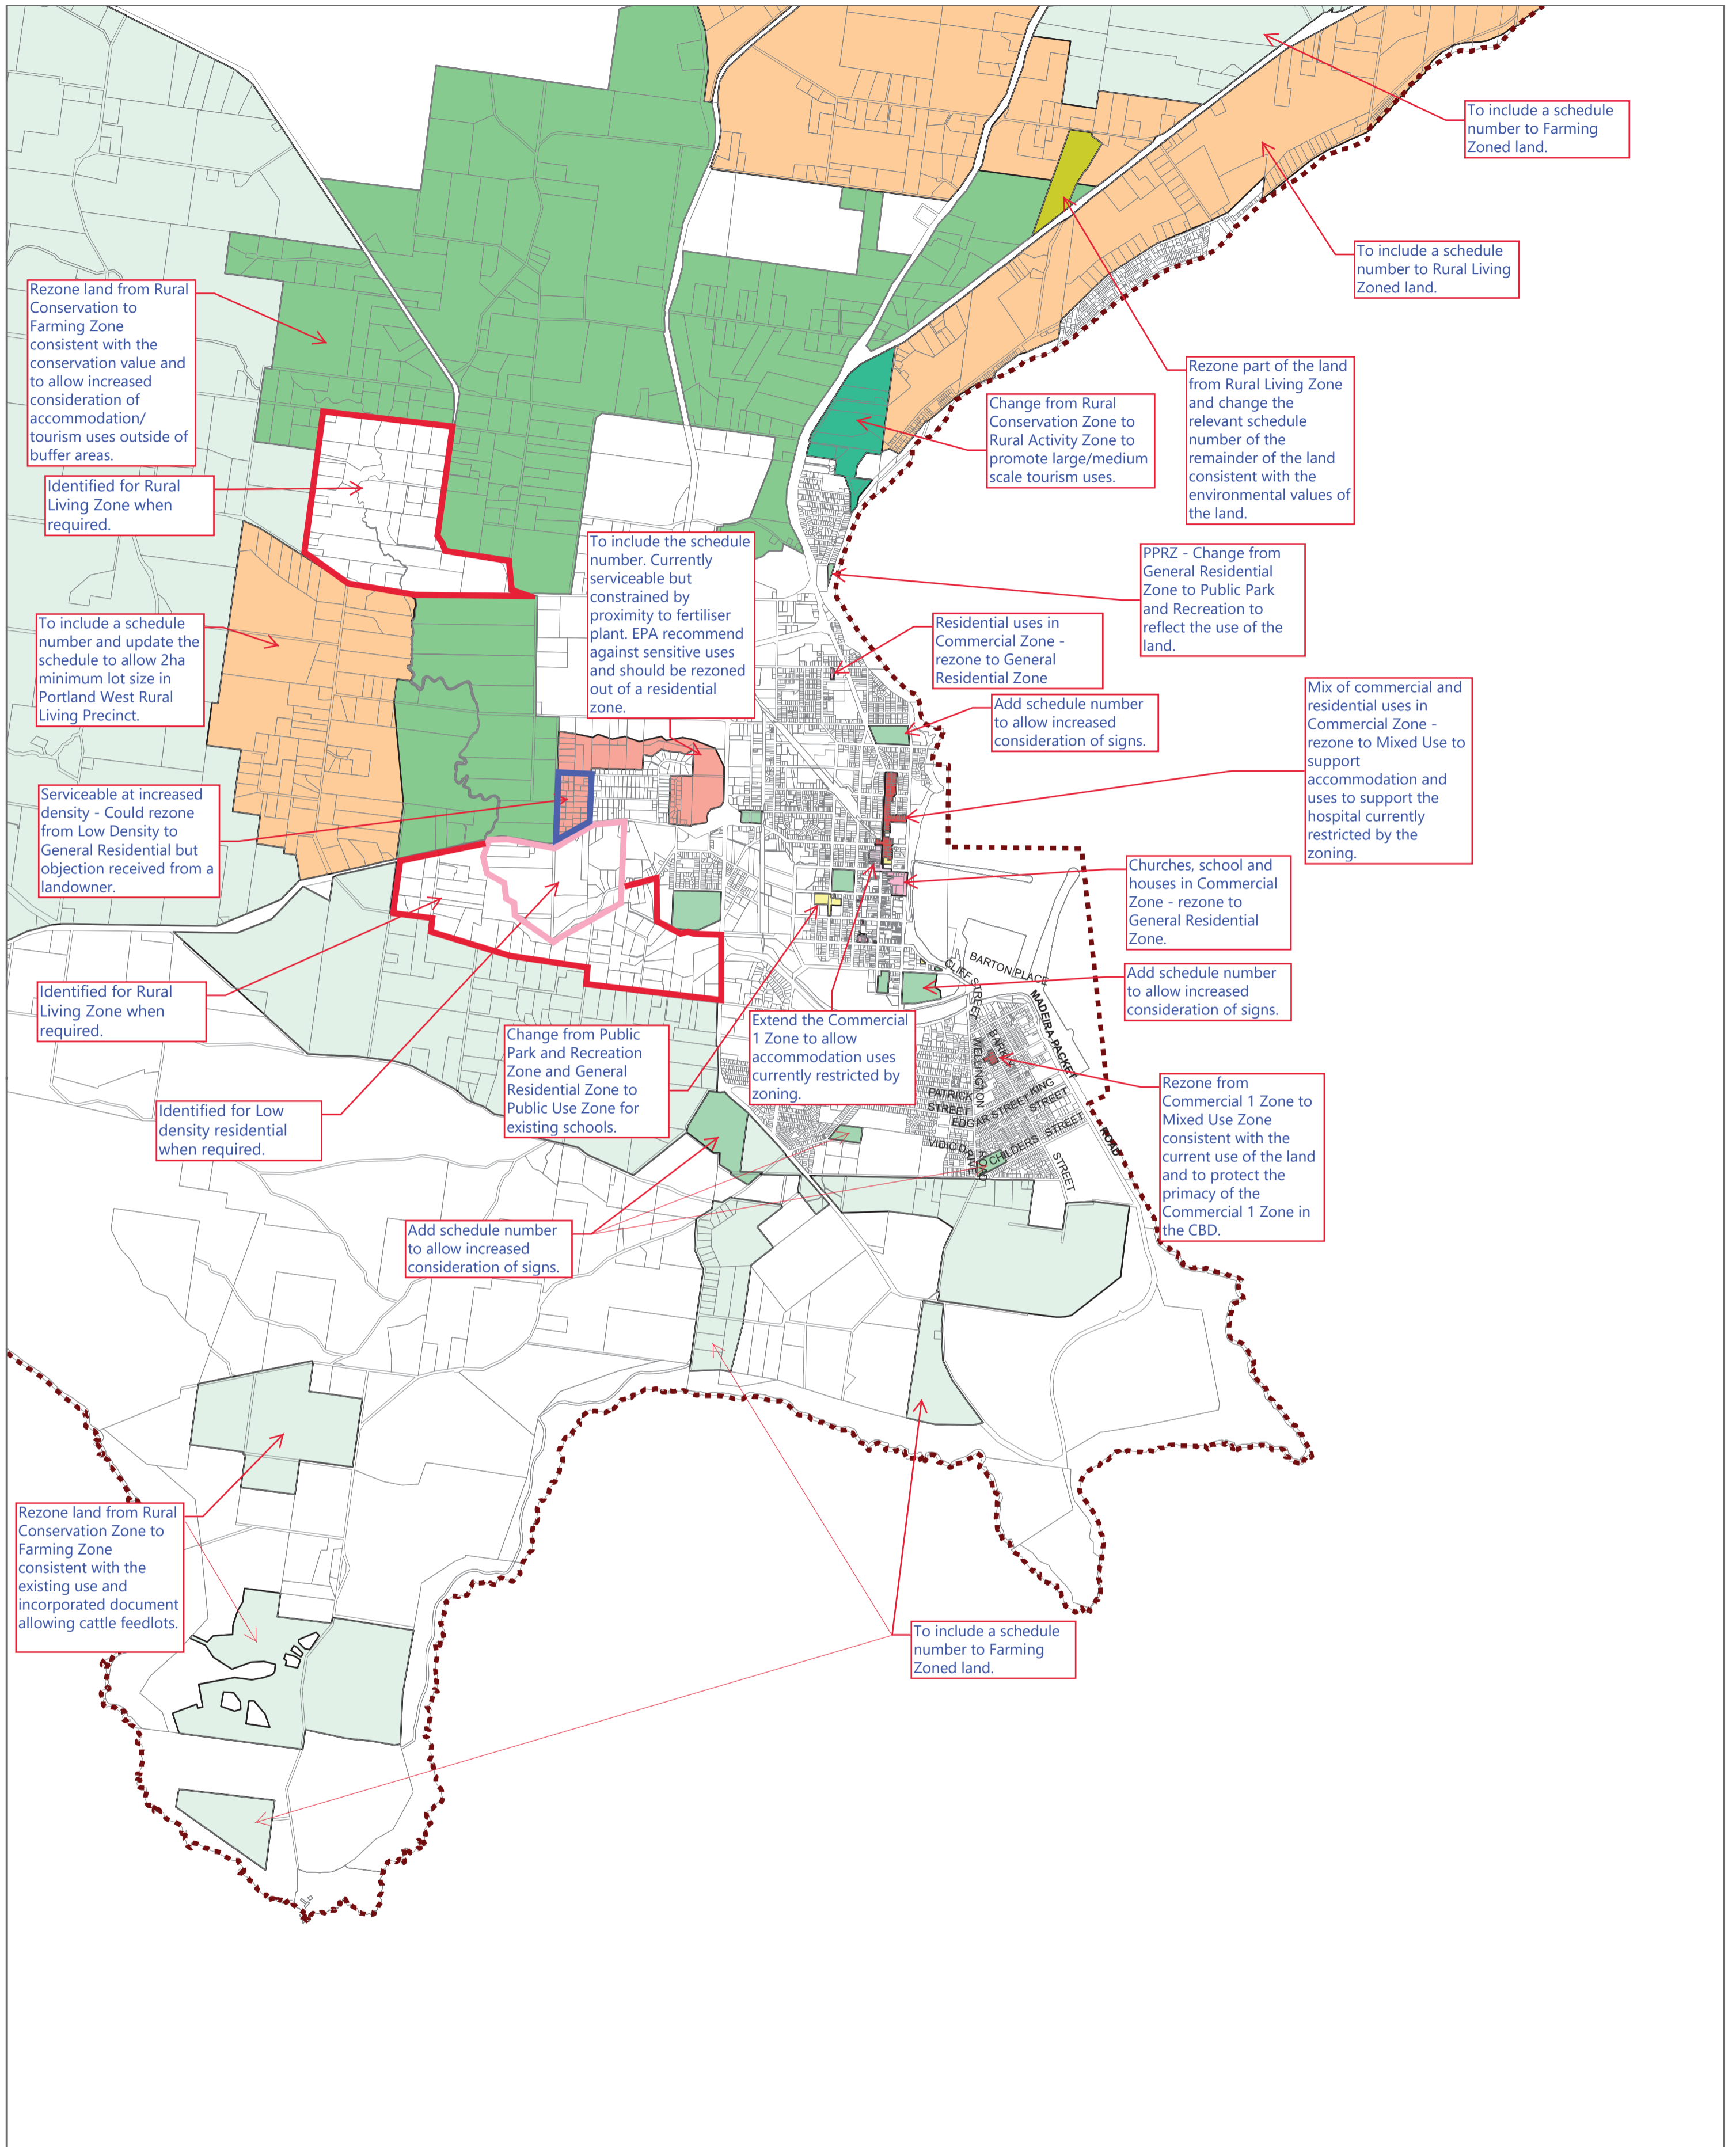 To include a schedule
number to Farming
Zoned land.
To include a schedule
number to Rural Living
Zoned land.
Rezone land from Rural
Conservation to
Farming Zone
consistent with the
conservation value and
to allow increased
consideration of
accommodation/
tourism uses outside of
buffer areas.
Rezone part of the land
from Rural Living Zone
and change the
relevant schedule
number of the
remainder of the land
consistent with the
environmental values of
the land.
Change from Rural
Conservation Zone to
Rural Activity Zone to
promote large/medium
scale tourism uses.
Identified for Rural
Living Zone when
required.
To include the schedule
number. Currently
serviceable but
constrained by
proximity to fertiliser
plant. EPA recommend
against sensitive uses
and should be rezoned
out of a residential
zone.
PPRZ - Change from
General Residential
Zone to Public Park
and Recreation to
reflect the use of the
land.
To include a schedule
number and update the
schedule to allow 2ha
minimum lot size in
Portland West Rural
Living Precinct.
Residential uses in
Commercial Zone -
rezone to General
Residential Zone
Mix of commercial and
residential uses in
Commercial Zone -
rezone to Mixed Use to
support
accommodation and
uses to support the
hospital currently
restricted by the
zoning.
Add schedule number
to allow increased
consideration of signs.
Serviceable at increased
density - Could rezone
from Low Density to
General Residential but
objection received from a
landowner.
Churches, school and
houses in Commercial
Zone - rezone to
General Residential
Zone.
BARTON PLACE
CLIFF STREET
Add schedule number
to allow increased
consideration of signs.
Identified for Rural
Living Zone when
required.
MADEIRA PACKET
ROAD
Extend the Commercial
1 Zone to allow
accommodation uses
currently restricted by
zoning.
Change from Public
Park and Recreation
Zone and General
Residential Zone to
Public Use Zone for
existing schools.
WELLINGTON
ROAD
STREET
KING
STREET
PATRICK
STREET
EDGAR STREET
VIDIC DRIVE
CHILDERS STREET
Rezone from
Commercial 1 Zone to
Mixed Use Zone
consistent with the
current use of the land
and to protect the
primacy of the
Commercial 1 Zone in
the CBD.
Identified for Low
density residential
when required.
Add schedule number
to allow increased
consideration of signs.
Rezone land from Rural
Conservation Zone to
Farming Zone
consistent with the
existing use and
incorporated document
allowing cattle feedlots.
To include a schedule
number to Farming
Zoned land.